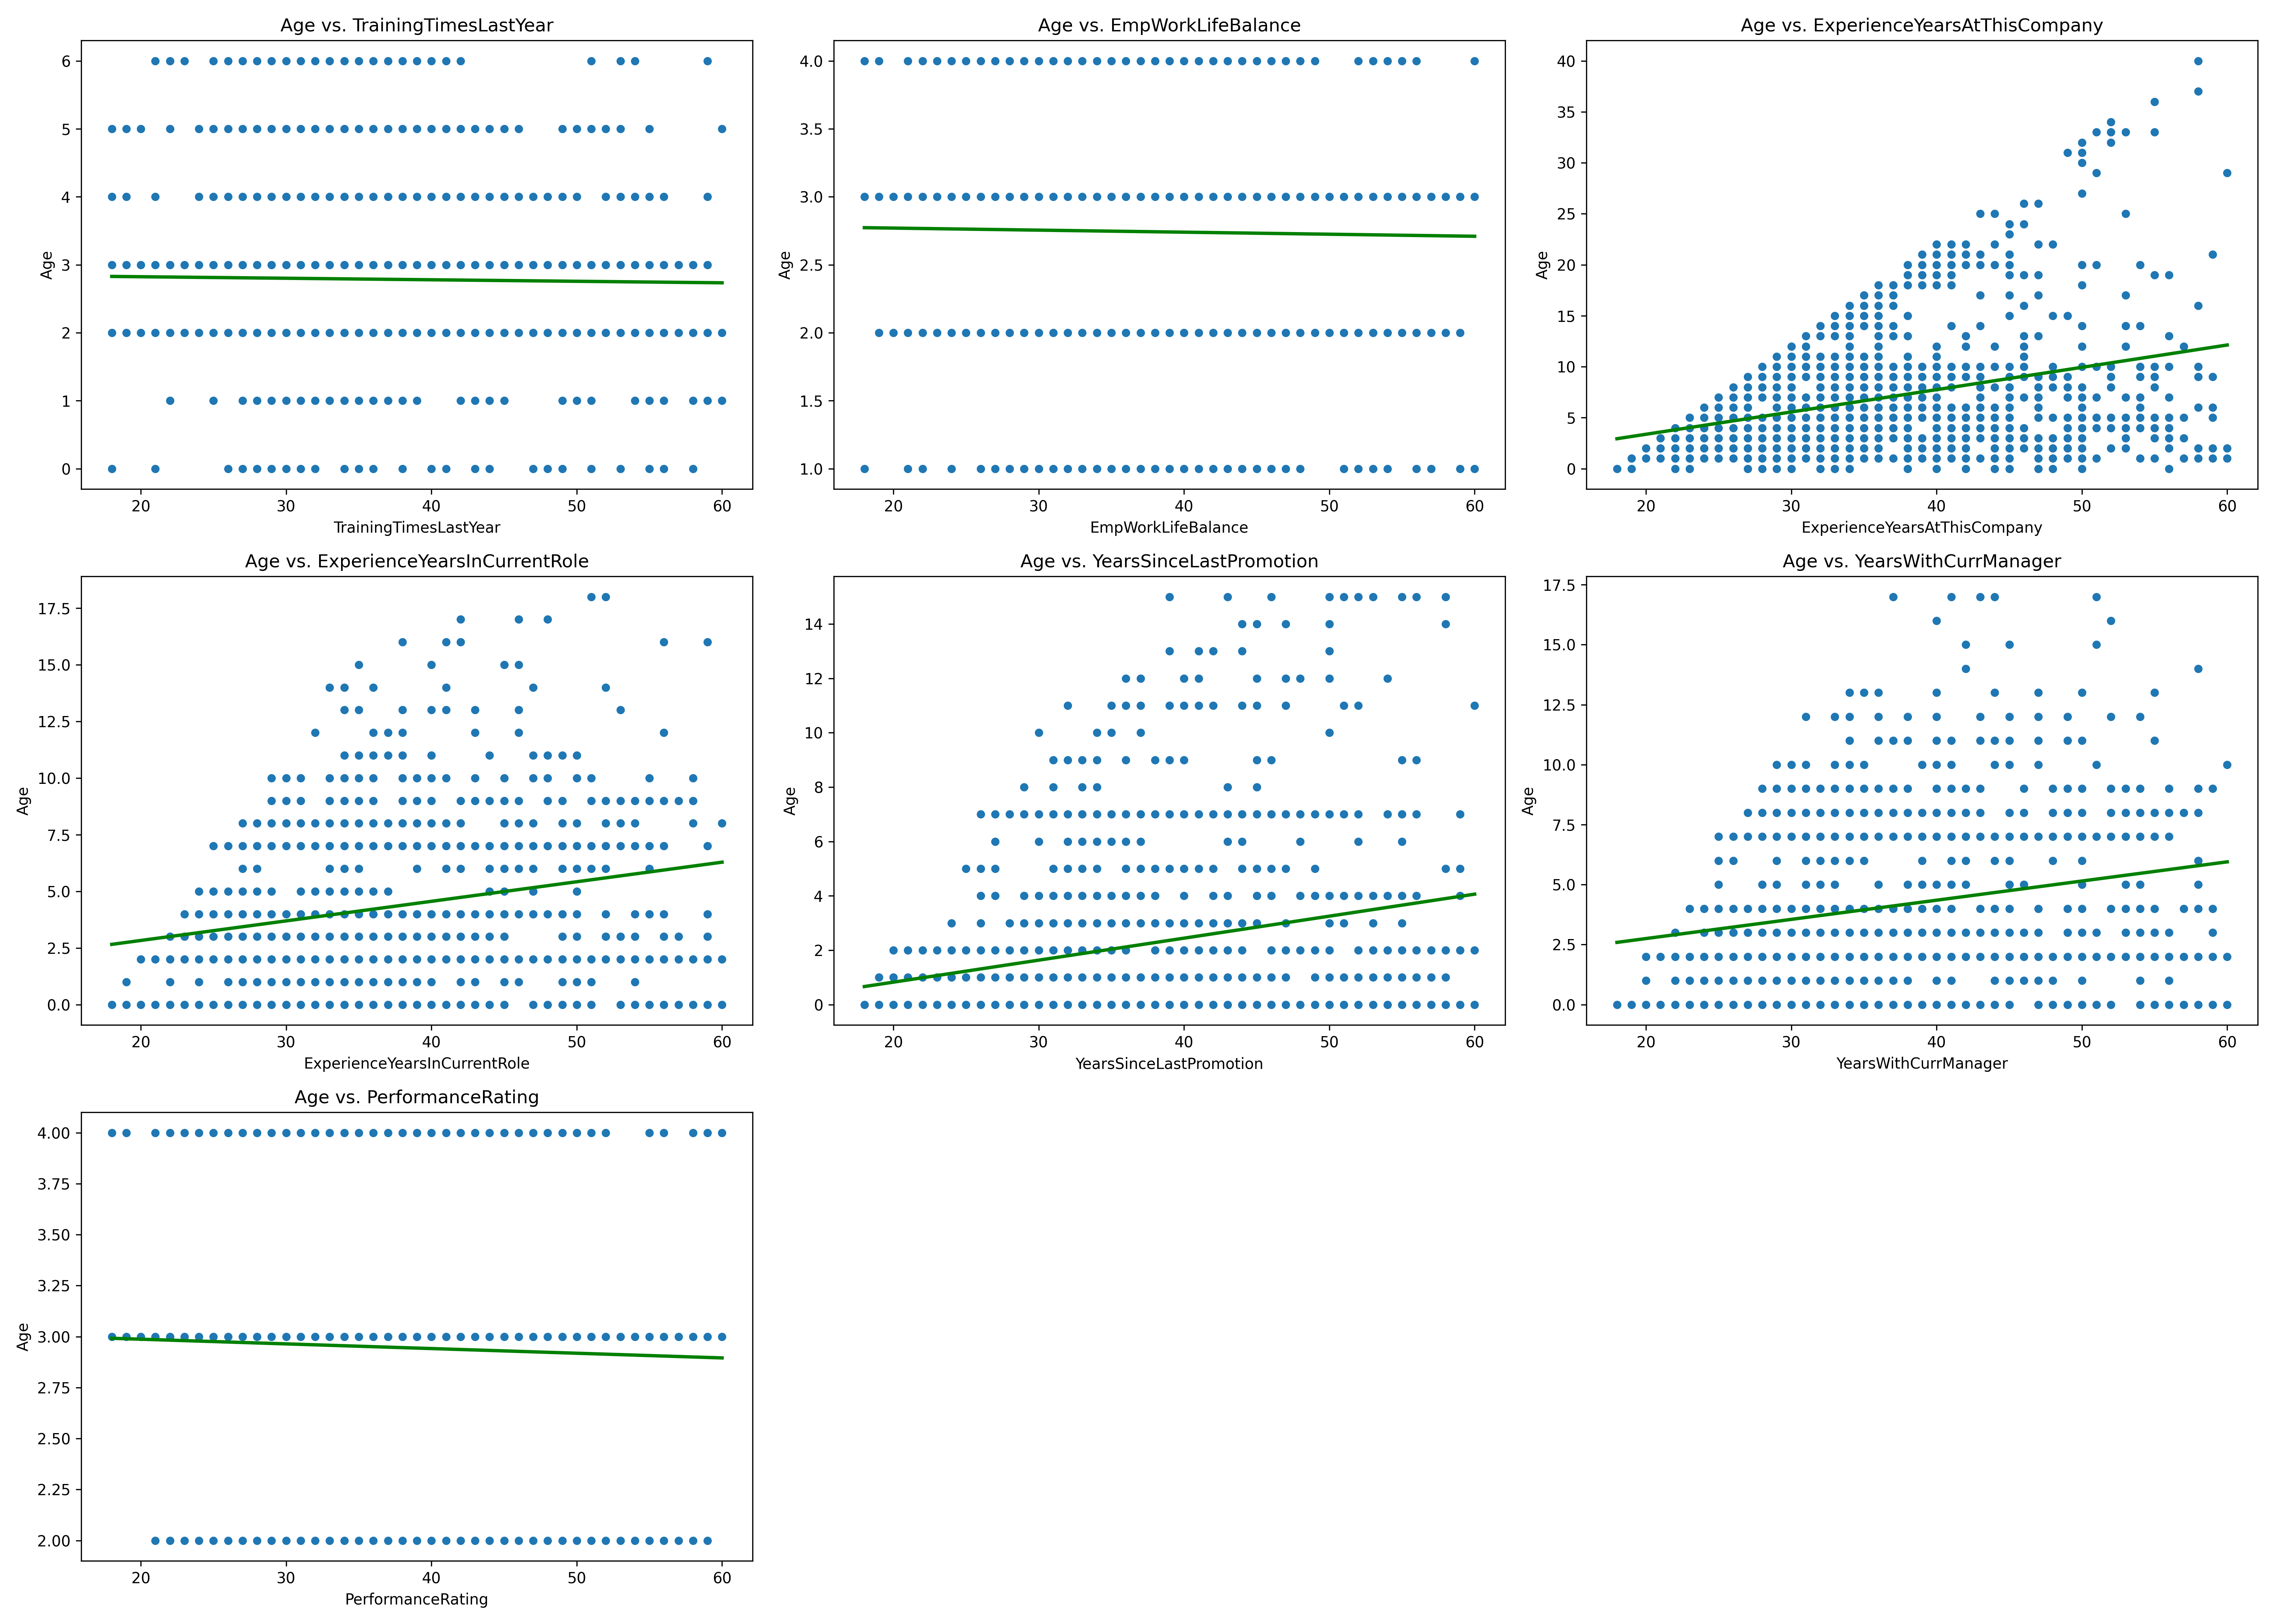 Age vs. TrainingTimesLastYear
6
5
4
3
2
1
0
Age
20 30 40 50 60
TrainingTimesLastYear
Age vs. EmpWorkLifeBalance
4.0
3.5
3.0
2.5
2.0
1.5
1.0
Age
20 30 40 50 60
EmpWorkLifeBalance
Age vs. ExperienceYearsAtThisCompany
40
35
30
25
20
15
10
5
0
Age
20 30 40 50 60
ExperienceYearsAtThisCompany
Age vs. ExperienceYearsInCurrentRole
17.5
15.0
12.5
10.0
7.5
5.0
2.5
0.0
Age
20 30 40 50 60
ExperienceYearsInCurrentRole
Age vs. YearsSinceLastPromotion
14
12
10
8
6
4
2
0
Age
20 30 40 50 60
YearsSinceLastPromotion
Age vs. YearsWithCurrManager
17.5
15.0
12.5
10.0
7.5
5.0
2.5
0.0
Age
20 30 40 50 60
YearsWithCurrManager
Age vs. PerformanceRating
4.00
3.75
3.50
3.25
3.00
2.75
2.50
2.25
2.00
Age
20 30 40 50 60
PerformanceRating